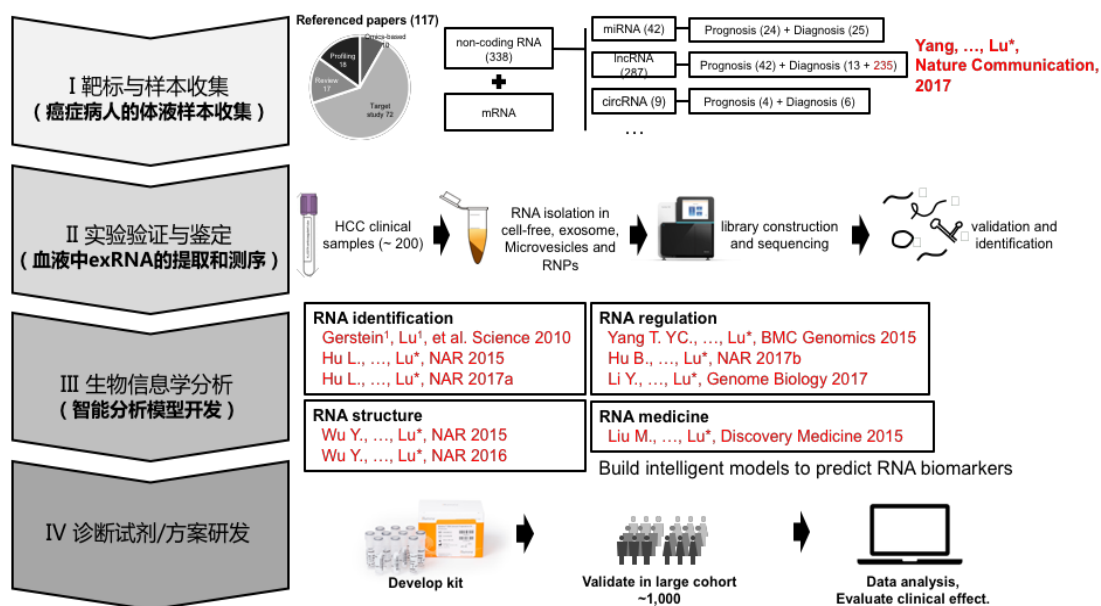 Referenced papers (117)
Omics-based
10
Profiling
18
Review
17
Target
study 72
non-coding RNA
(338)
mRNA
miRNA (42)
Prognosis (24) + Diagnosis (25)
lncRNA
(287)
Prognosis (42) + Diagnosis (13 + 235)
circRNA (9)
Prognosis (4) + Diagnosis (6)
…
Yang, …, Lu*,
Nature Communication,
2017
I 靶标与样本收集
(癌症病人的体液样本收集)
II 实验验证与鉴定
(血液中exRNA的提取和测序)
HCC clinical
samples (~ 200)
RNA isolation in
cell-free, exosome,
Microvesicles and
RNPs
library construction
and sequencing
validation and
identification
III 生物信息学分析
(智能分析模型开发)
RNA identification
Gerstein¹, Lu¹, et al. Science 2010
Hu L., …, Lu*, NAR 2015
Hu L., …, Lu*, NAR 2017a
RNA regulation
Yang T. YC., …, Lu*, BMC Genomics 2015
Hu B., …, Lu*, NAR 2017b
Li Y., …, Lu*, Genome Biology 2017
RNA structure
Wu Y., …, Lu*, NAR 2015
Wu Y., …, Lu*, NAR 2016
RNA medicine
Liu M., …, Lu*, Discovery Medicine 2015
Build intelligent models to predict RNA biomarkers
IV 诊断试剂/方案研发
Develop kit
Validate in large cohort
~1,000
Data analysis,
Evaluate clinical effect.